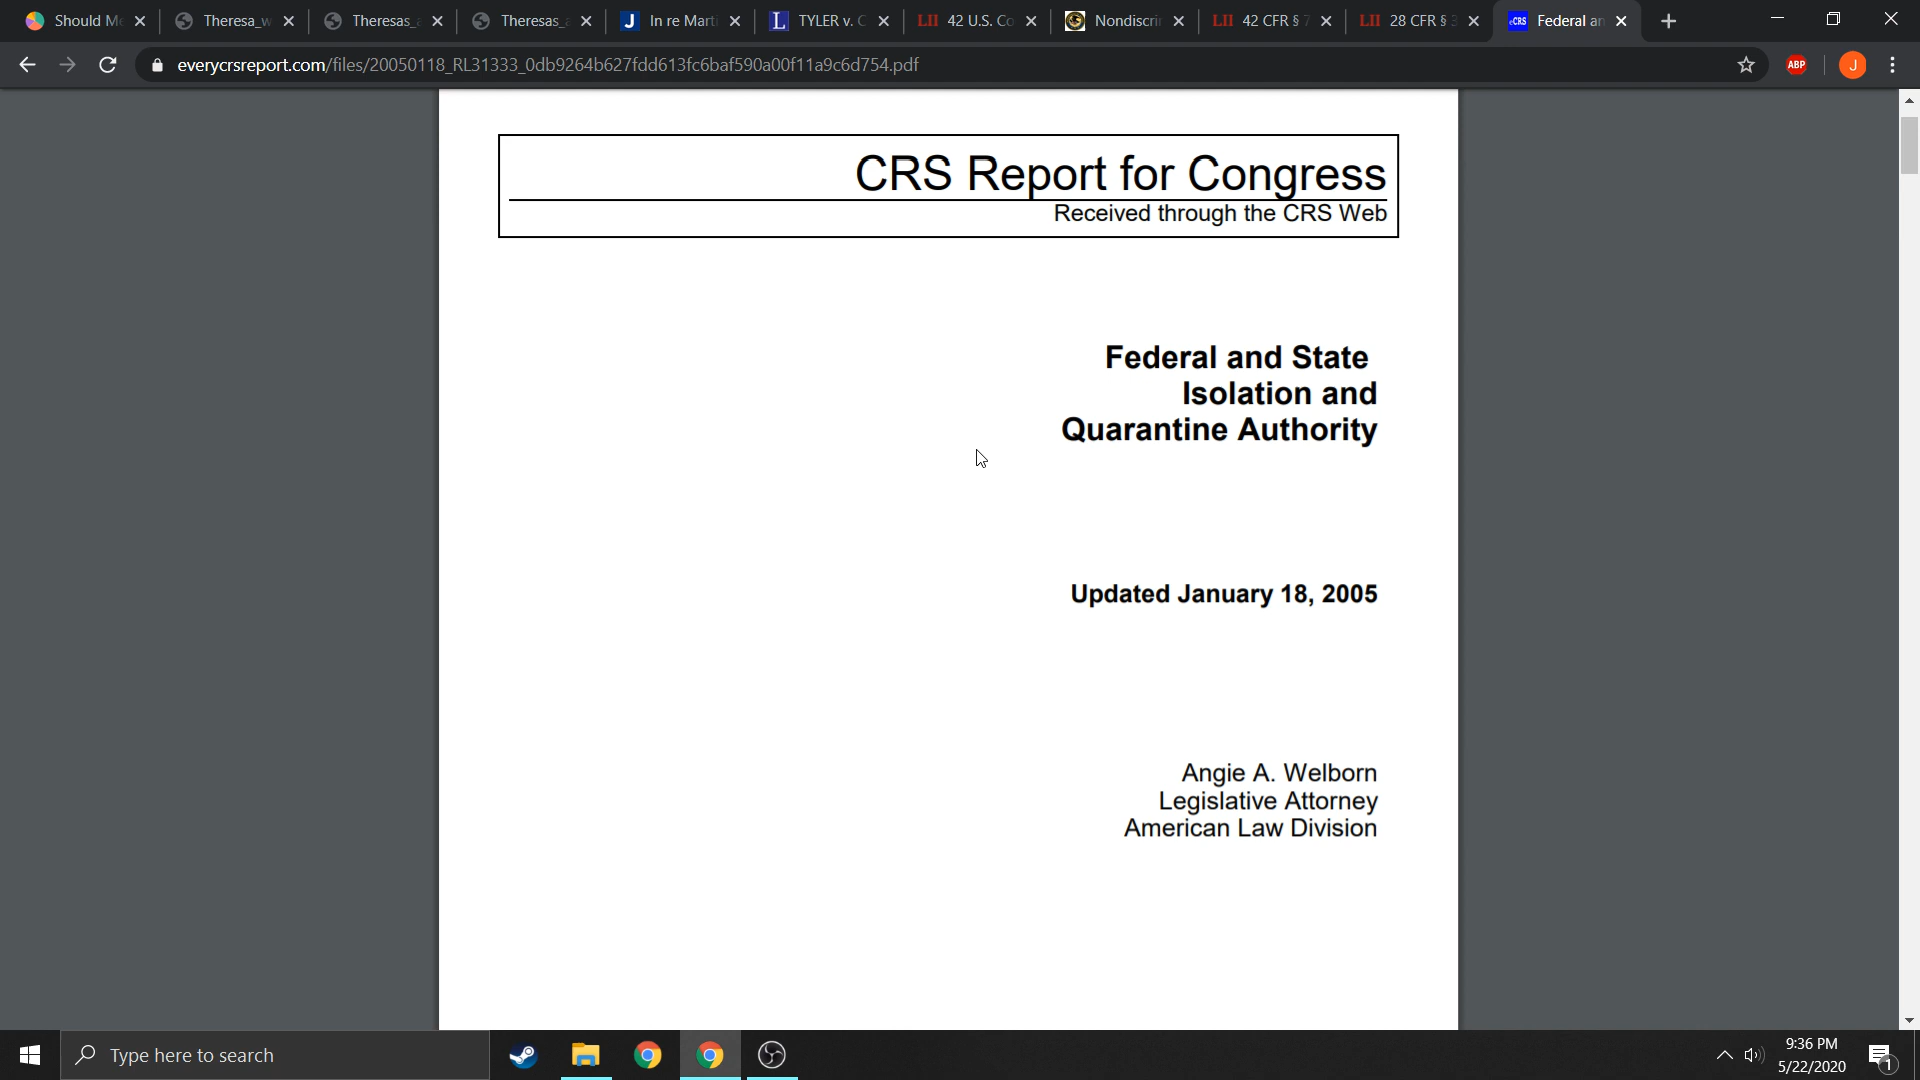 Should M
Theresa_w
Theresas_
Theresas_
In re Marti
TYLER v. C
42 U.S. Co
Nondiscri
42 CFR §
28 CFR §
Federal an
everycrsreport.com/files/20050118_RL31333_0db9264b627fdd613fc6baf590a00f11a9c6d754.pdf
ABP
J
CRS Report for Congress
Received through the CRS Web
Federal and State
Isolation and
Quarantine Authority
Updated January 18, 2005
Angie A. Welborn
Legislative Attorney
American Law Division
Type here to search
9:36 PM
5/22/2020
1